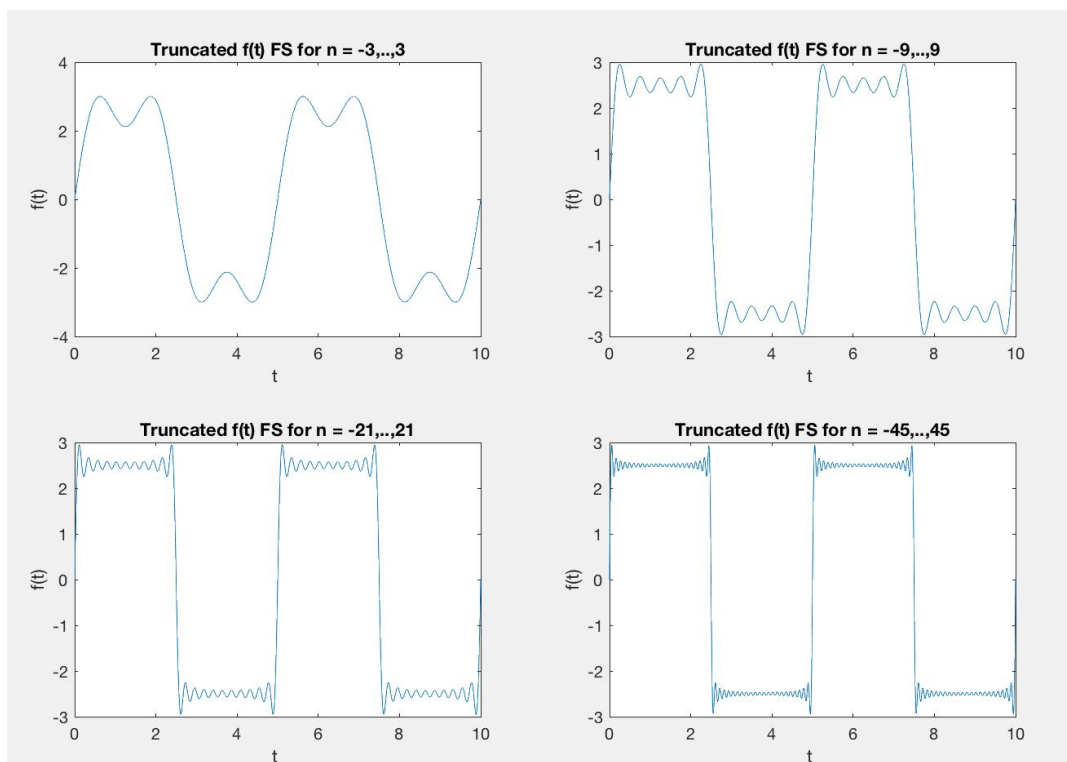 Truncated f(t) FS for n = -3,..,3
4
2
0
-2
-4
f(t)
0 2 4 6 8 10
t
Truncated f(t) FS for n = -9,..,9
3
2
1
0
-1
-2
-3
f(t)
0 2 4 6 8 10
t
Truncated f(t) FS for n = -21,..,21
3
2
1
0
-1
-2
-3
f(t)
0 2 4 6 8 10
t
Truncated f(t) FS for n = -45,..,45
3
2
1
0
-1
-2
-3
f(t)
0 2 4 6 8 10
t